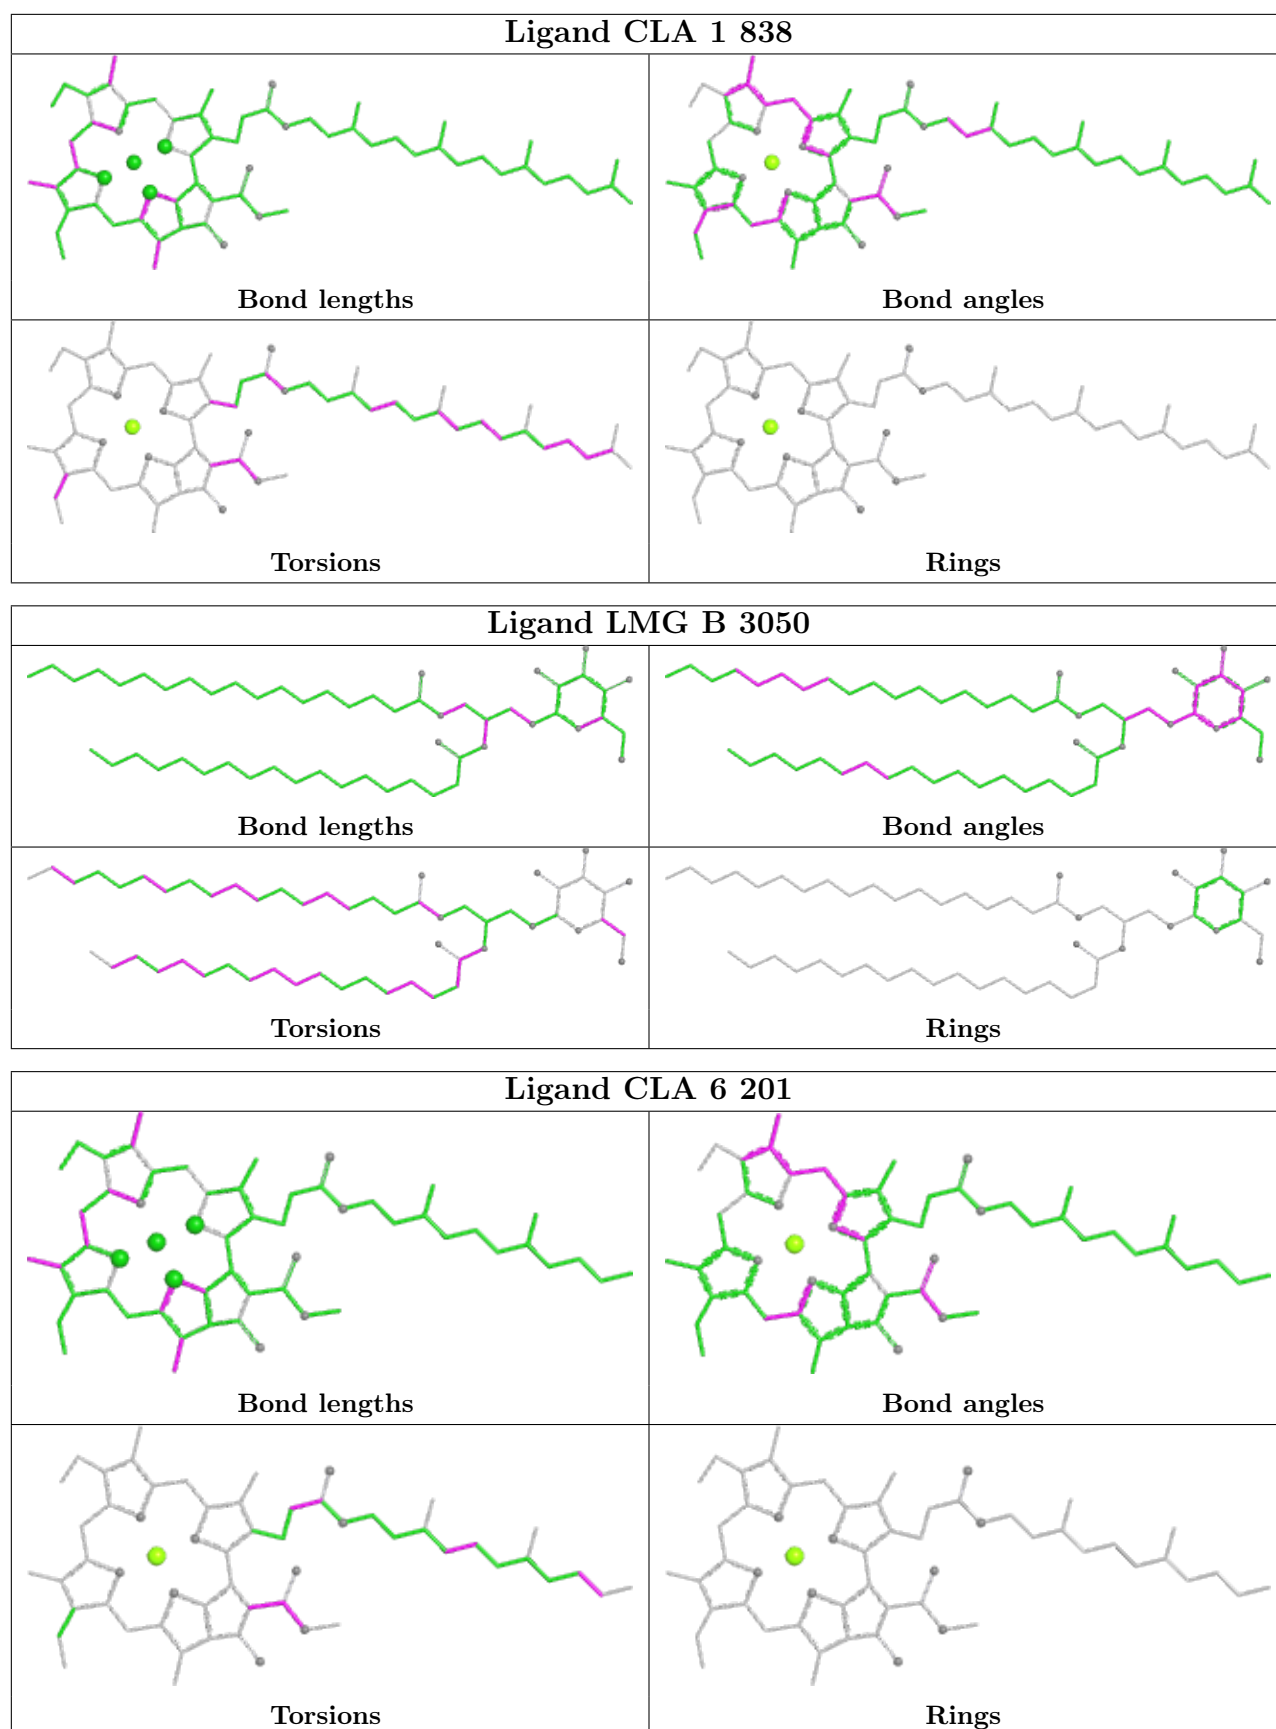 Ligand CLA 1 838
Bond lengths
Bond angles
Torsions
Rings
Ligand LMG B 3050
Bond lengths
Bond angles
Torsions
Rings
Ligand CLA 6 201
Bond lengths
Bond angles
Torsions
Rings